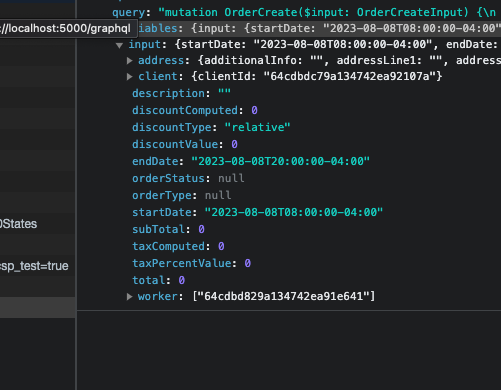 query: "mutation OrderCreate($input: OrderCreateInput) {\n
://localhost:5000/graphql iables: {input: {startDate: "2023-08-08T08:00:00-04:00"
▼ input: {startDate: "2023-08-08T08:00:00-04:00", endDate:
▶ address: {additionalInfo: "", addressLine1: "", address
▶ client: {clientId: "64cdbdc79a134742ea92107a"}
description: ""
discountComputed: 0
discountType: "relative"
discountValue: 0
endDate: "2023-08-08T20:00:00-04:00"
orderStatus: null
orderType: null
startDate: "2023-08-08T08:00:00-04:00"
0States
subTotal: 0
taxComputed: 0
csp_test=true
taxPercentValue: 0
total: 0
▶ worker: ["64cdbd829a134742ea91e641"]